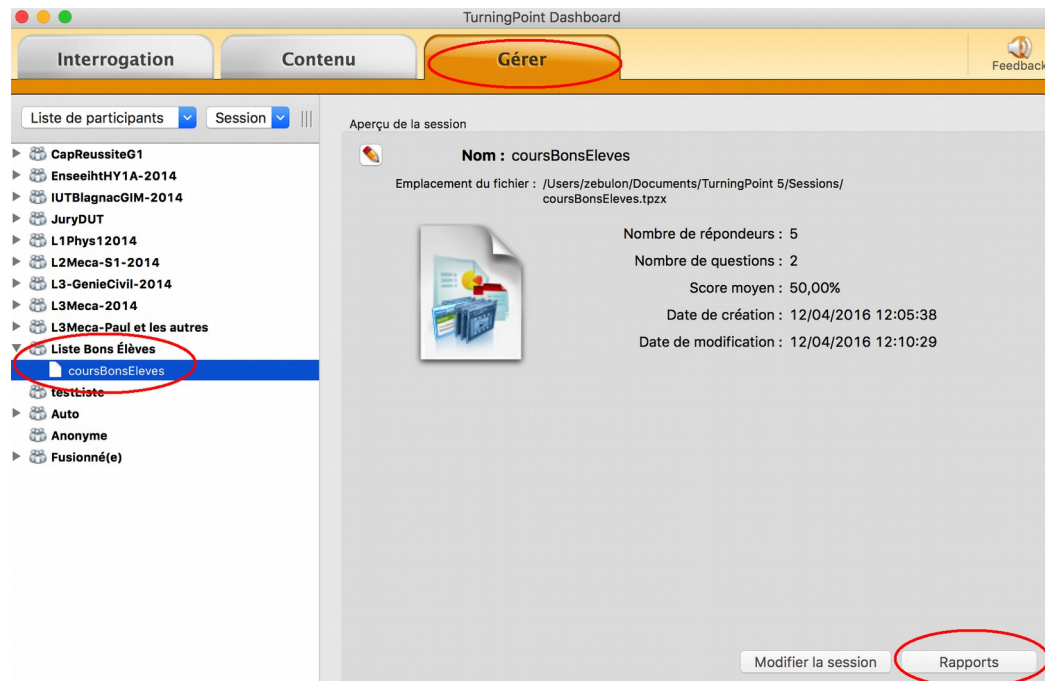 TurningPoint Dashboard
Interrogation
Contenu
Gérer
Feedback
Liste de participants
Session
CapReussiteG1
EnseeihtHY1A-2014
IUTBlagnacGIM-2014
JuryDUT
L1Phys12014
L2Meca-S1-2014
L3-GenieCivil-2014
L3Meca-2014
L3Meca-Paul et les autres
Liste Bons Élèves
coursBonsEleves
testListe
Auto
Anonyme
Fusionné(e)
Aperçu de la session
Nom : coursBonsEleves
Emplacement du fichier : /Users/zebulon/Documents/TurningPoint 5/Sessions/
coursBonsEleves.tpzx
Nombre de répondeurs : 5
Nombre de questions : 2
Score moyen : 50,00%
Date de création : 12/04/2016 12:05:38
Date de modification : 12/04/2016 12:10:29
Modifier la session
Rapports